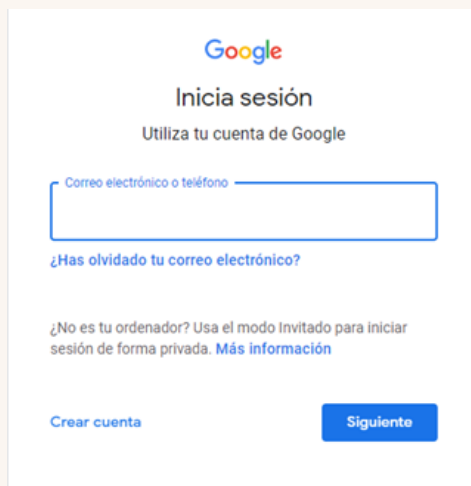 Google
Inicia sesión
Utiliza tu cuenta de Google
Correo electrónico o teléfono
¿Has olvidado tu correo electrónico?
¿No es tu ordenador? Usa el modo Invitado para iniciar
sesión de forma privada. Más información
Crear cuenta
Siguiente